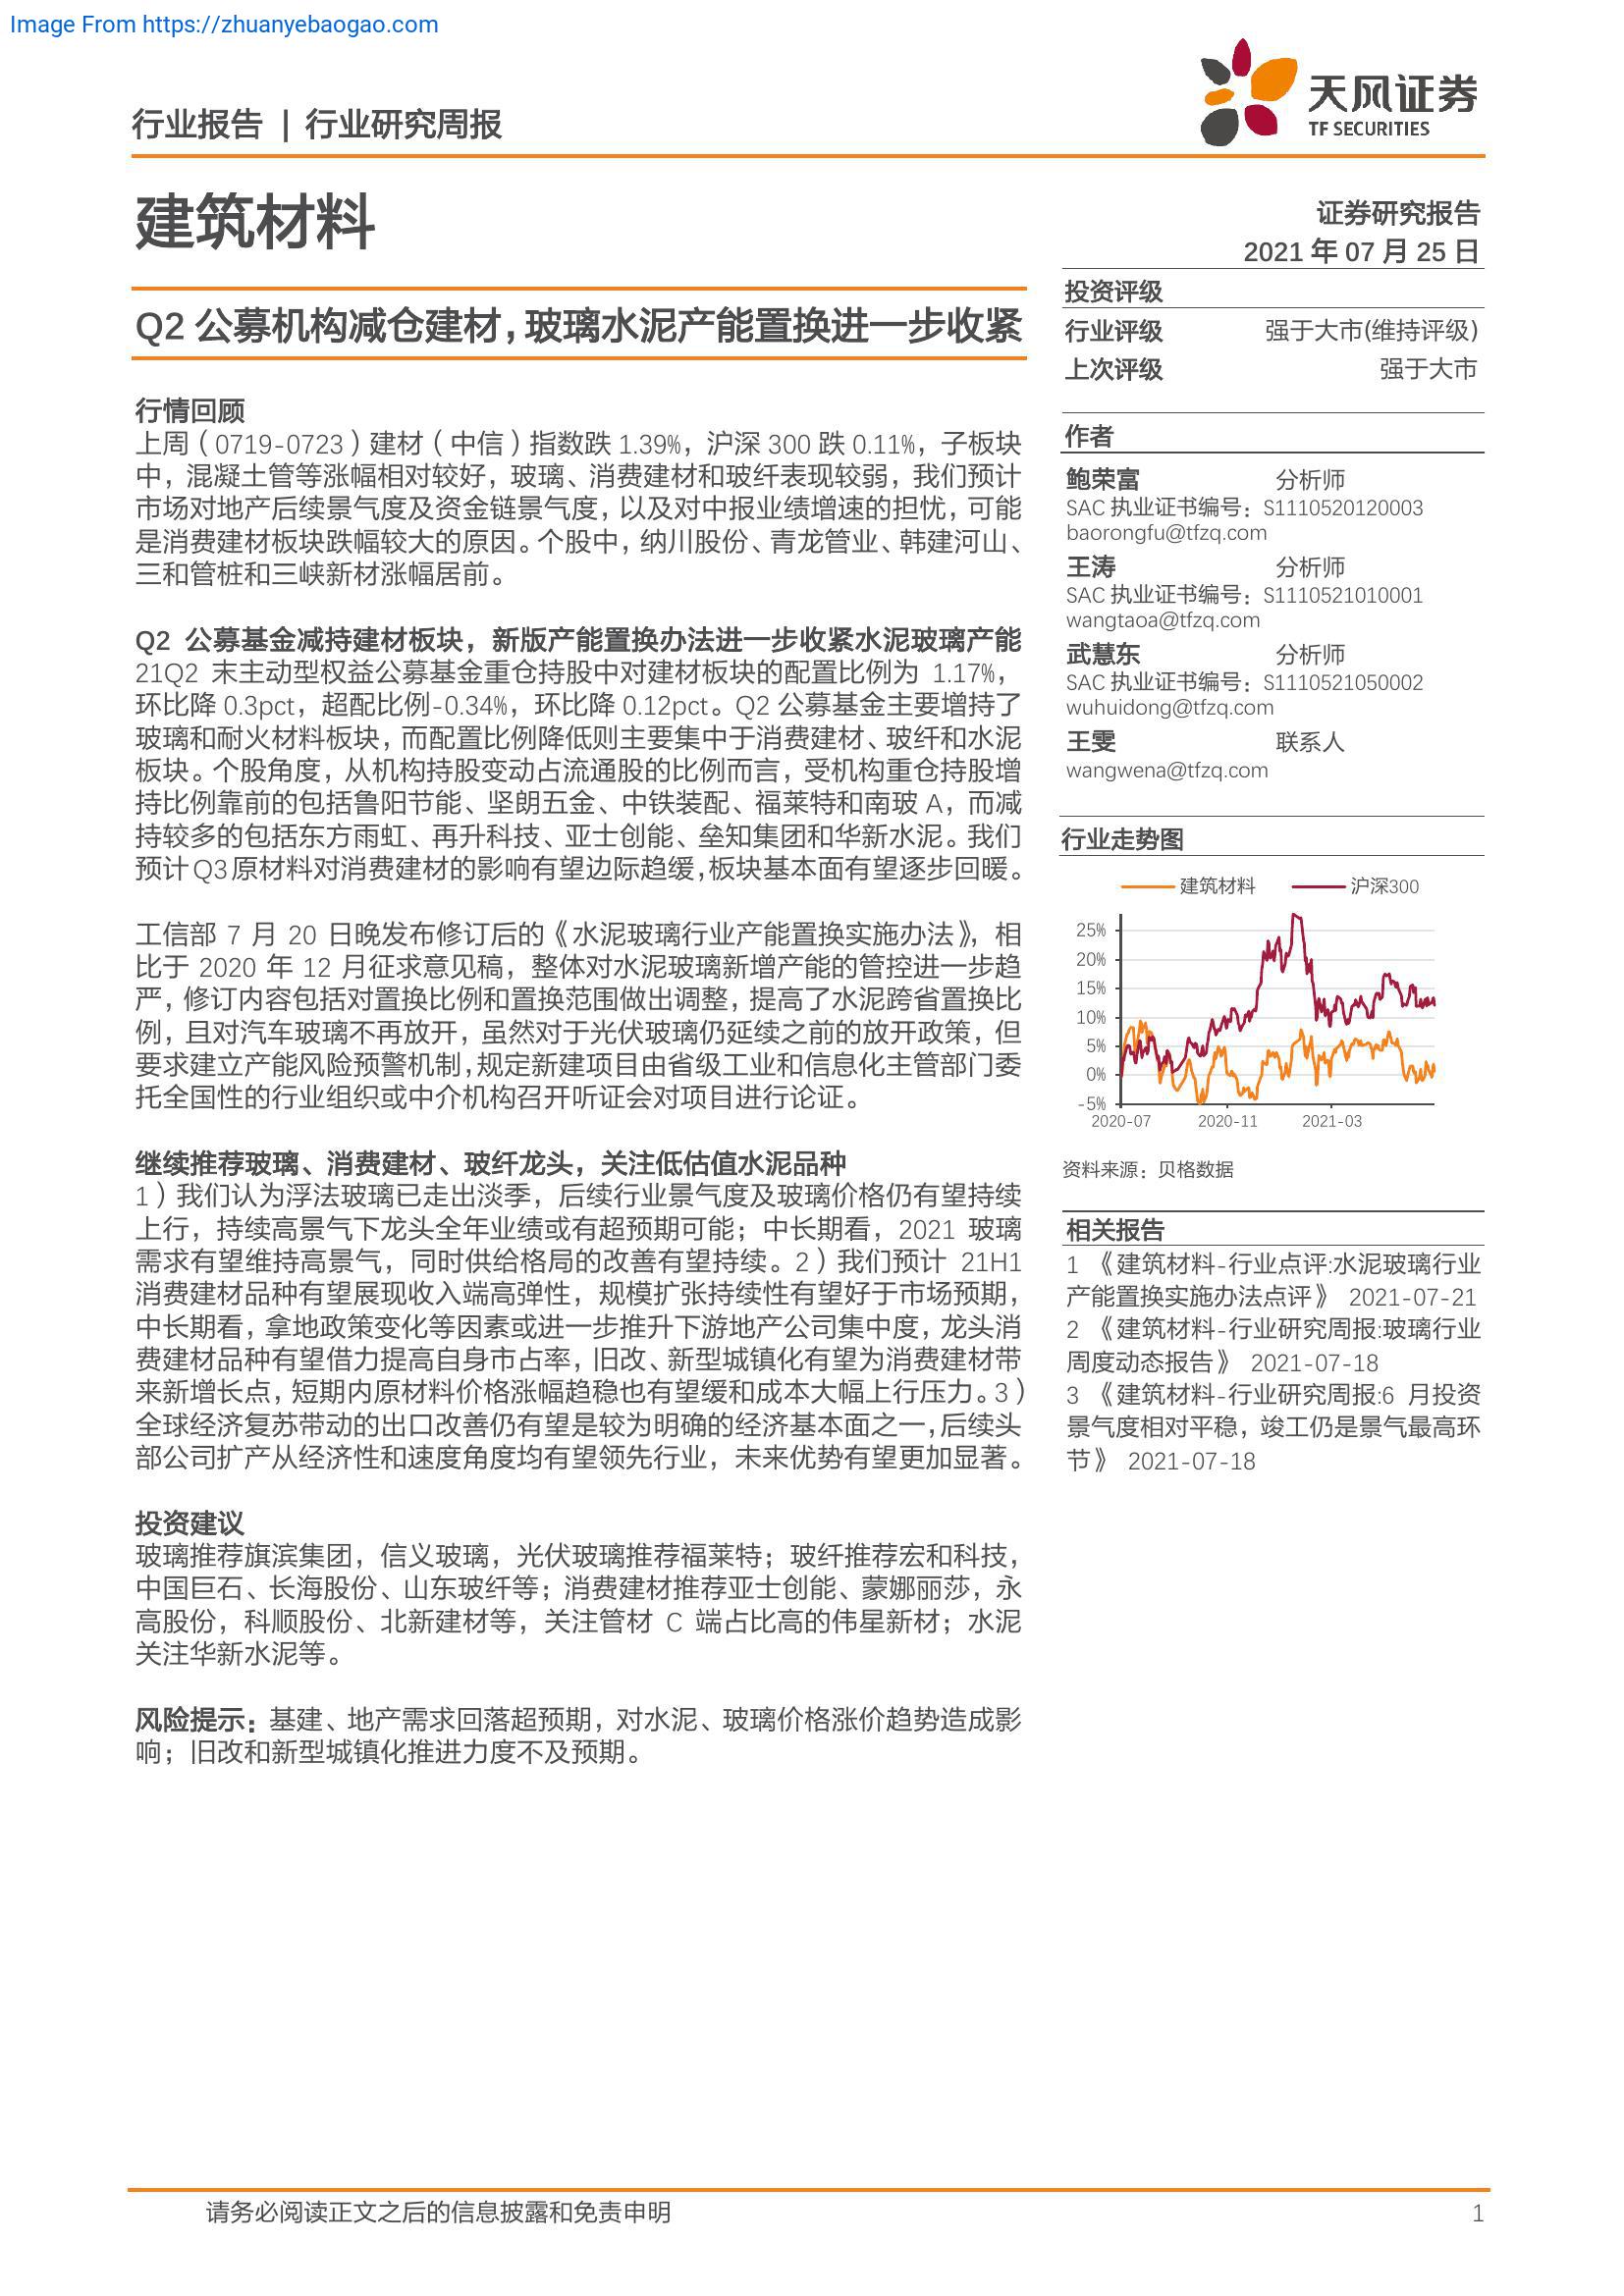 Image From https://zhuanyebaogao.com
行业报告 | 行业研究周报
天风证券
TF SECURITIES
建筑材料
证券研究报告
2021 年 07 月 25 日
Q2 公募机构减仓建材，玻璃水泥产能置换进一步收紧
行情回顾
上周（0719-0723）建材（中信）指数跌 1.39%，沪深 300 跌 0.11%，子板块
中，混凝土管等涨幅相对较好，玻璃、消费建材和玻纤表现较弱，我们预计
市场对地产后续景气度及资金链景气度，以及对中报业绩增速的担忧，可能
是消费建材板块跌幅较大的原因。个股中，纳川股份、青龙管业、韩建河山、
三和管桩和三峡新材涨幅居前。
Q2 公募基金减持建材板块，新版产能置换办法进一步收紧水泥玻璃产能
21Q2 末主动型权益公募基金重仓持股中对建材板块的配置比例为 1.17%，
环比降 0.3pct，超配比例-0.34%，环比降 0.12pct。Q2 公募基金主要增持了
玻璃和耐火材料板块，而配置比例降低则主要集中于消费建材、玻纤和水泥
板块。个股角度，从机构持股变动占流通股的比例而言，受机构重仓持股增
持比例靠前的包括鲁阳节能、坚朗五金、中铁装配、福莱特和南玻 A，而减
持较多的包括东方雨虹、再升科技、亚士创能、垒知集团和华新水泥。我们
预计 Q3 原材料对消费建材的影响有望边际趋缓，板块基本面有望逐步回暖。
工信部 7 月 20 日晚发布修订后的《水泥玻璃行业产能置换实施办法》，相
比于 2020 年 12 月征求意见稿，整体对水泥玻璃新增产能的管控进一步趋
严，修订内容包括对置换比例和置换范围做出调整，提高了水泥跨省置换比
例，且对汽车玻璃不再放开，虽然对于光伏玻璃仍延续之前的放开政策，但
要求建立产能风险预警机制，规定新建项目由省级工业和信息化主管部门委
托全国性的行业组织或中介机构召开听证会对项目进行论证。
继续推荐玻璃、消费建材、玻纤龙头，关注低估值水泥品种
1）我们认为浮法玻璃已走出淡季，后续行业景气度及玻璃价格仍有望持续
上行，持续高景气下龙头全年业绩或有超预期可能；中长期看，2021 玻璃
需求有望维持高景气，同时供给格局的改善有望持续。2）我们预计 21H1
消费建材品种有望展现收入端高弹性，规模扩张持续性有望好于市场预期，
中长期看，拿地政策变化等因素或进一步推升下游地产公司集中度，龙头消
费建材品种有望借力提高自身市占率，旧改、新型城镇化有望为消费建材带
来新增长点，短期内原材料价格涨幅趋稳也有望缓和成本大幅上行压力。3）
全球经济复苏带动的出口改善仍有望是较为明确的经济基本面之一，后续头
部公司扩产从经济性和速度角度均有望领先行业，未来优势有望更加显著。
投资建议
玻璃推荐旗滨集团，信义玻璃，光伏玻璃推荐福莱特；玻纤推荐宏和科技，
中国巨石、长海股份、山东玻纤等；消费建材推荐亚士创能、蒙娜丽莎，永
高股份，科顺股份、北新建材等，关注管材 C 端占比高的伟星新材；水泥
关注华新水泥等。
风险提示：基建、地产需求回落超预期，对水泥、玻璃价格涨价趋势造成影
响；旧改和新型城镇化推进力度不及预期。
投资评级
行业评级 强于大市(维持评级)
上次评级 强于大市
作者
鲍荣富 分析师
SAC 执业证书编号：S1110520120003
baorongfu@tfzq.com
王涛 分析师
SAC 执业证书编号：S1110521010001
wangtaoa@tfzq.com
武慧东 分析师
SAC 执业证书编号：S1110521050002
wuhuidong@tfzq.com
王雯 联系人
wangwena@tfzq.com
行业走势图
建筑材料 沪深300
25%
20%
15%
10%
5%
0%
-5%
2020-07 2020-11 2021-03
资料来源：贝格数据
相关报告
1 《建筑材料-行业点评:水泥玻璃行业
产能置换实施办法点评》 2021-07-21
2 《建筑材料-行业研究周报:玻璃行业
周度动态报告》 2021-07-18
3 《建筑材料-行业研究周报:6 月投资
景气度相对平稳，竣工仍是景气最高环
节》 2021-07-18
请务必阅读正文之后的信息披露和免责申明 1